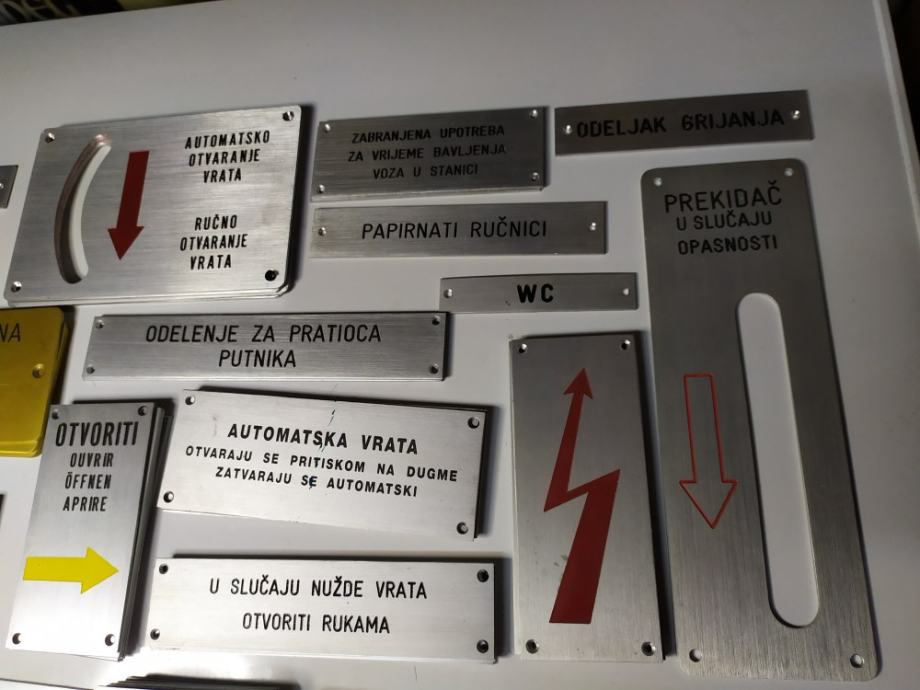 AUTOMATSKO
OTVARANJE
VRATA
RUČNO
OTVARANJE
VRATA
ZABRANJENA UPOTREBA
ZA VRIJEME BAVLJENJA
VOZA U STANICI
ODELJAK GRIJANJA
PAPIRNATI RUČNICI
PREKIDAČ
U SLUČAJU
OPASNOSTI
WC
NA
ODELENJE ZA PRATIOCA
PUTNIKA
OTVORITI
OUVRIR
ÖFFNEN
APRIRE
AUTOMATSKA VRATA
OTVARAJU SE PRITISKOM NA DUGME
ZATVARAJU SE AUTOMATSKI
U SLUČAJU NUŽDE VRATA
OTVORITI RUKAMA